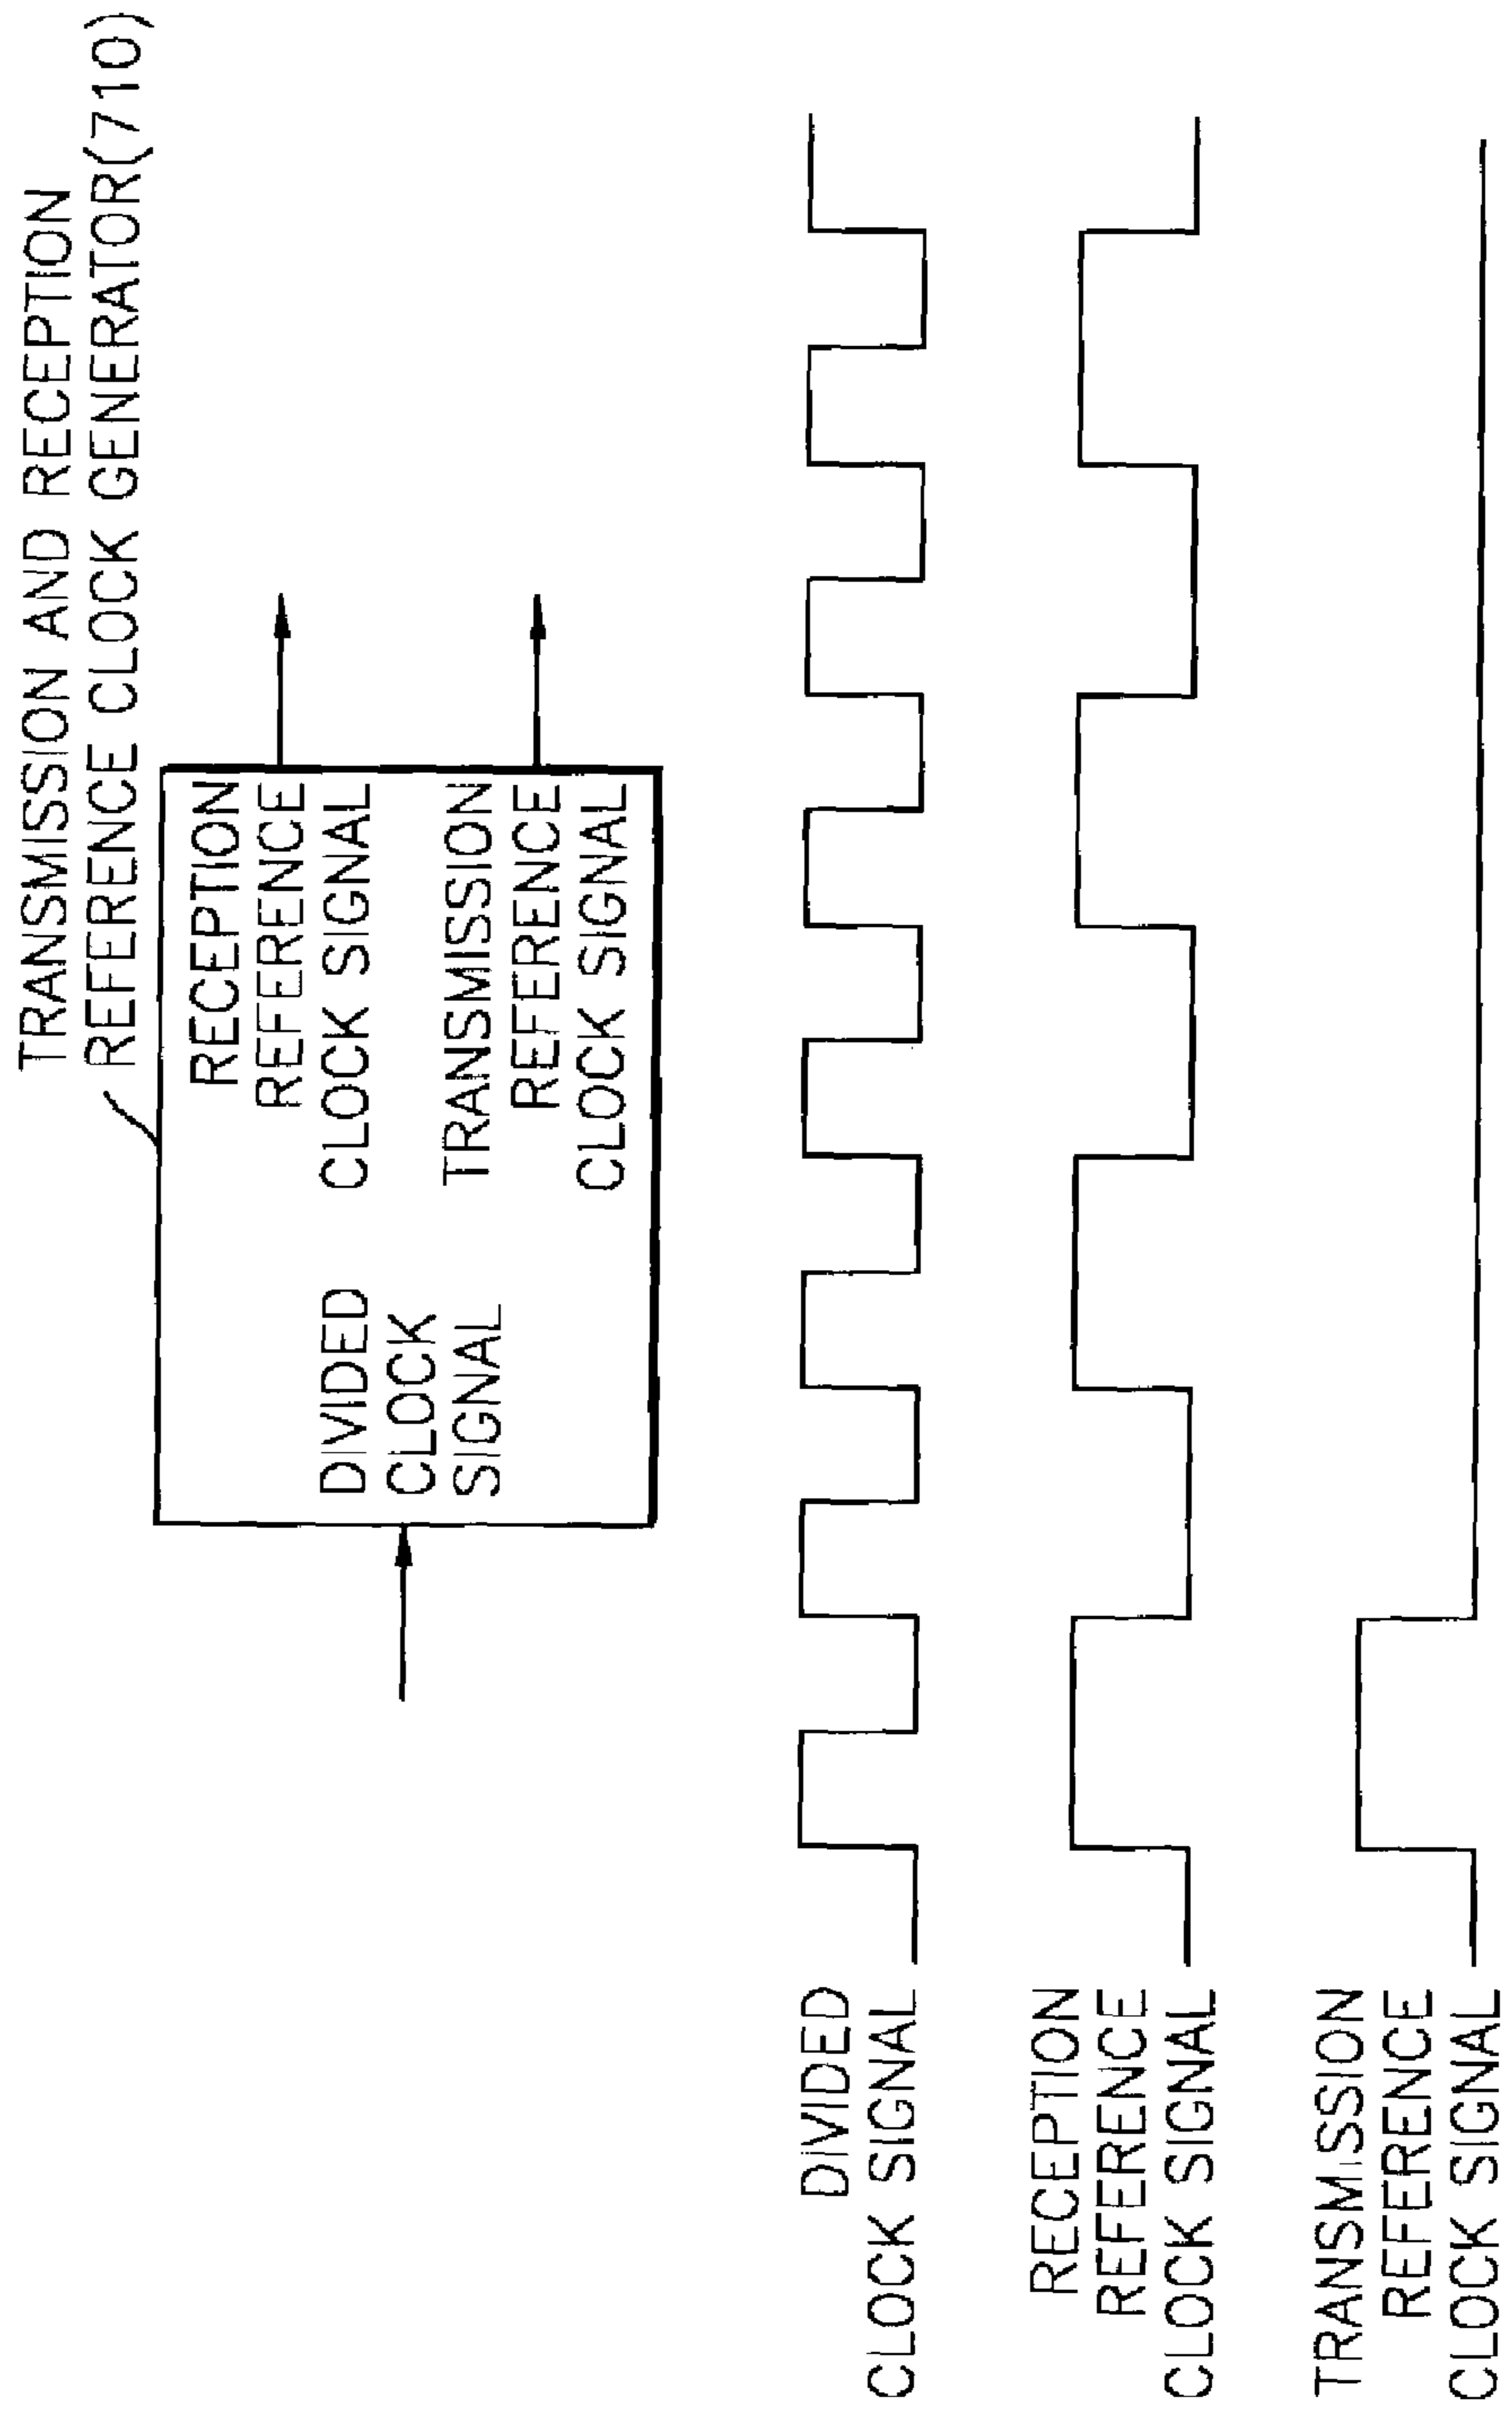 TRANSMISSION AND RECEPTION
REFERENCE CLOCK GENERATOR(710)
DIVIDED
CLOCK
SIGNAL
RECEPTION
REFERENCE
CLOCK SIGNAL
TRANSMISSION
REFERENCE
CLOCK SIGNAL
DIVIDED
CLOCK SIGNAL
RECEPTION
REFERENCE
CLOCK SIGNAL
TRANSMISSION
REFERENCE
CLOCK SIGNAL